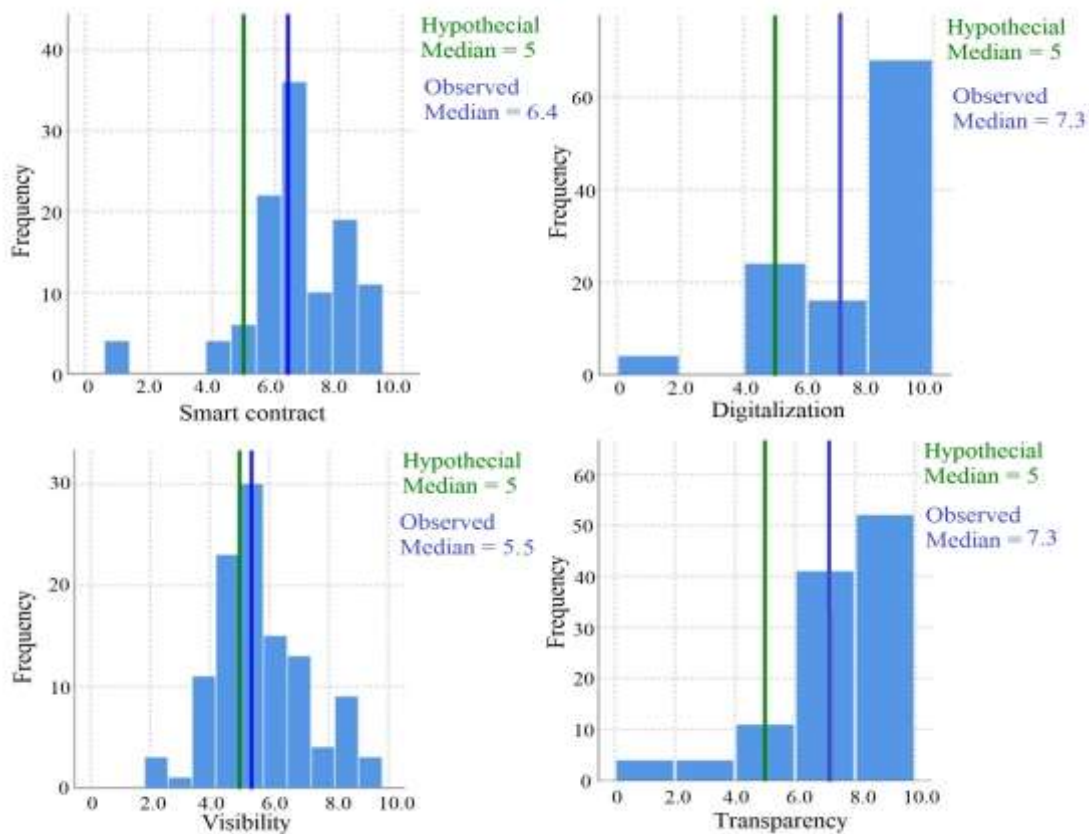 40
30
20
10
0
Frequency
0 2.0 4.0 6.0 8.0 10.0
Smart contract
Hypothecial
Median = 5
Observed
Median = 6.4
60
40
20
0
Frequency
0 2.0 4.0 6.0 8.0 10.0
Digitalization
Hypothecial
Median = 5
Observed
Median = 7.3
30
20
10
0
Frequency
0 2.0 4.0 6.0 8.0 10.0
Visibility
Hypothecial
Median = 5
Observed
Median = 5.5
60
50
40
30
20
10
0
Frequency
0 2.0 4.0 6.0 8.0 10.0
Transparency
Hypothecial
Median = 5
Observed
Median = 7.3